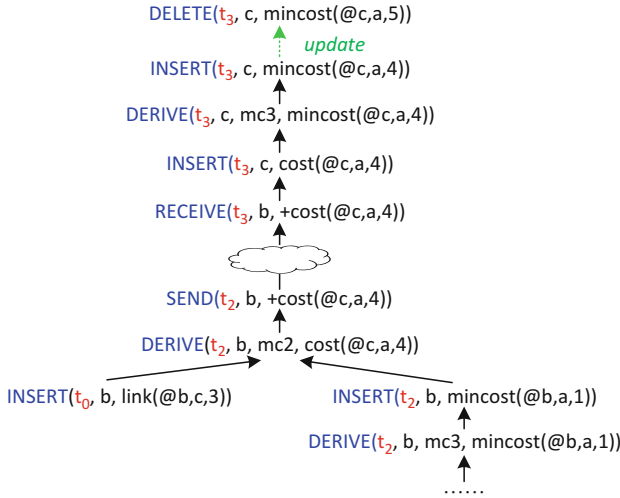 DELETE(t3, c, mincost(@c,a,5))
update
INSERT(t3, c, mincost(@c,a,4))
DERIVE(t3, c, mc3, mincost(@c,a,4))
INSERT(t3, c, cost(@c,a,4))
RECEIVE(t3, b, +cost(@c,a,4))
SEND(t2, b, +cost(@c,a,4))
DERIVE(t2, b, mc2, cost(@c,a,4))
INSERT(t0, b, link(@b,c,3))
INSERT(t2, b, mincost(@b,a,1))
DERIVE(t2, b, mc3, mincost(@b,a,1))
......